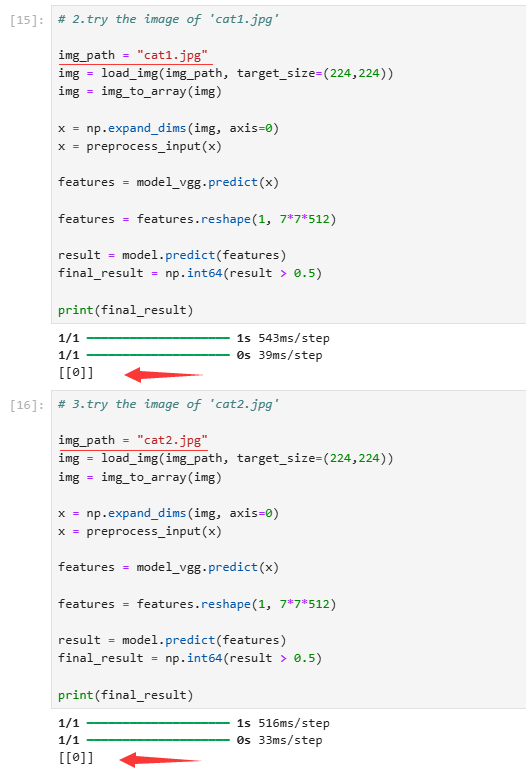 [15]: # 2.try the image of 'cat1.jpg'
img_path = "cat1.jpg"
img = load_img(img_path, target_size=(224,224))
img = img_to_array(img)
x = np.expand_dims(img, axis=0)
x = preprocess_input(x)
features = model_vgg.predict(x)
features = features.reshape(1, 7*7*512)
result = model.predict(features)
final_result = np.int64(result > 0.5)
print(final_result)
1/1 1s 543ms/step
1/1 0s 39ms/step
[[0]]
[16]: # 3.try the image of 'cat2.jpg'
img_path = "cat2.jpg"
img = load_img(img_path, target_size=(224,224))
img = img_to_array(img)
x = np.expand_dims(img, axis=0)
x = preprocess_input(x)
features = model_vgg.predict(x)
features = features.reshape(1, 7*7*512)
result = model.predict(features)
final_result = np.int64(result > 0.5)
print(final_result)
1/1 1s 516ms/step
1/1 0s 33ms/step
[[0]]